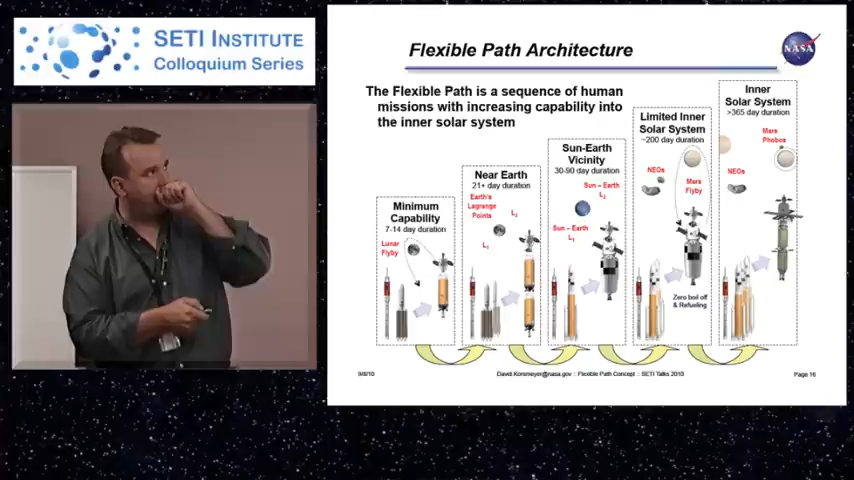 SETI INSTITUTE
Colloquium Series
Flexible Path Architecture
NASA
The Flexible Path is a sequence of human
missions with increasing capability into
the inner solar system
Minimum
Capability
7-14 day duration
Lunar
Flyby
Near Earth
21+ day duration
Earth's
Lagrange
Points
L2
L1
Sun-Earth
Vicinity
30-90 day duration
Sun – Earth
L2
Sun – Earth
L1
Limited Inner
Solar System
~200 day duration
NEOs
Mars
Flyby
Zero boil off
& Refueling
Inner
Solar System
>365 day duration
Mars
Phobos
NEOs
9/8/10
David.Korsmeyer@nasa.gov :: Flexible Path Concept :: SETI Talks 2010
Page 16